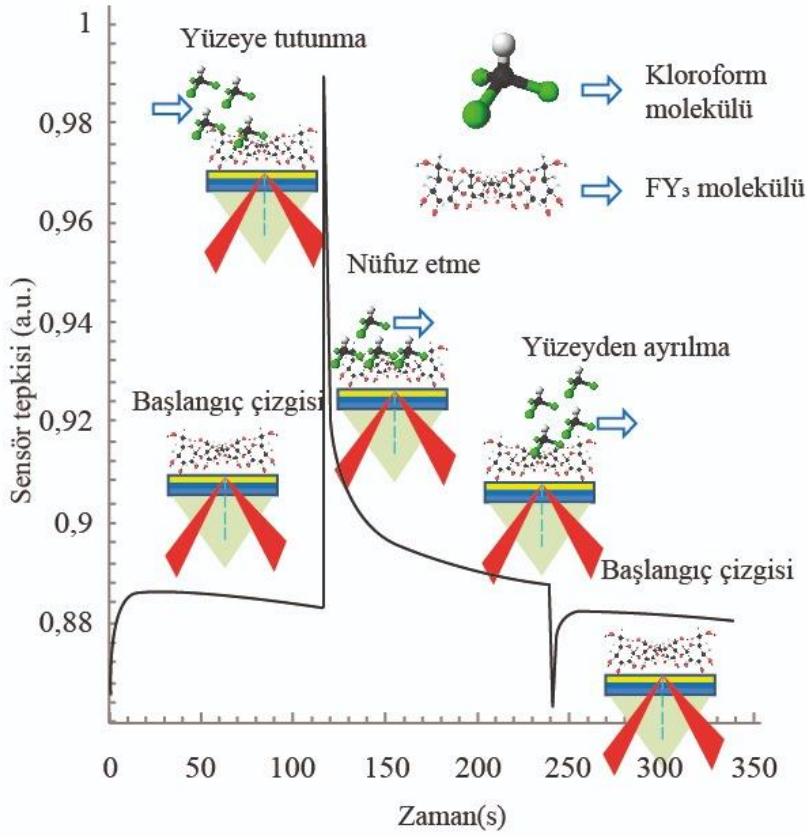 Yüzeye tutunma
Kloroform
molekülü
FY₃ molekülü
Nüfuz etme
Yüzeyden ayrılma
Başlangıç çizgisi
Başlangıç çizgisi
Sensör tepkisi (a.u.)
1
0,98
0,96
0,94
0,92
0,9
0,88
0 50 100 150 200 250 300 350
Zaman(s)